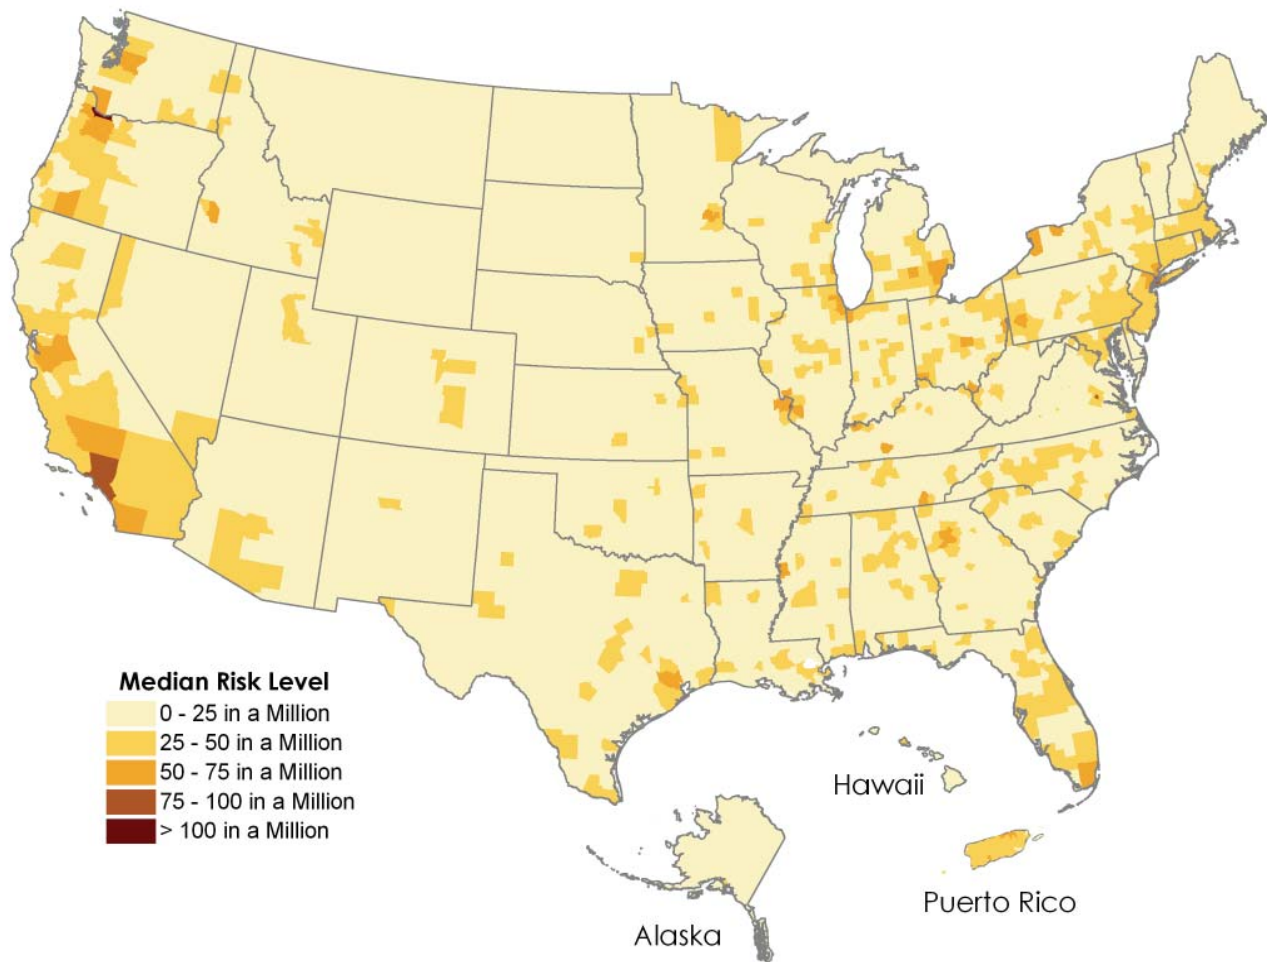 Median Risk Level
0 - 25 in a Million
25 - 50 in a Million
50 - 75 in a Million
75 - 100 in a Million
> 100 in a Million
Hawaii
Puerto Rico
Alaska